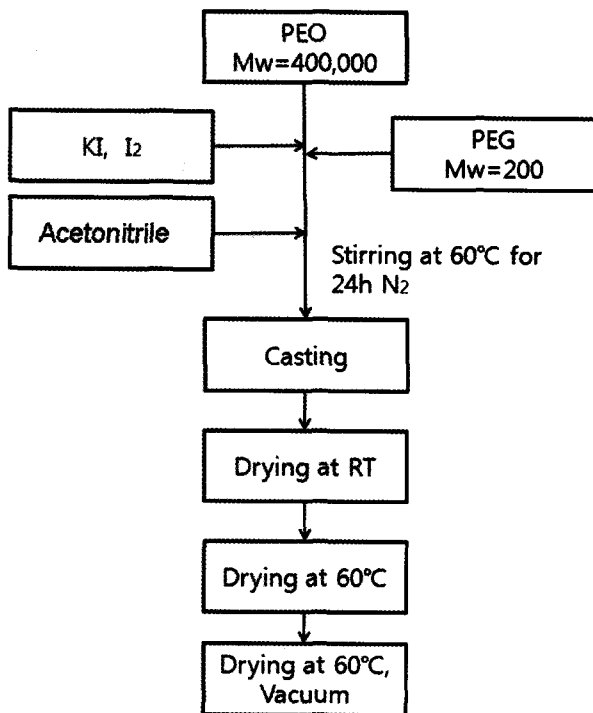 PEO
Mw=400,000
KI, I2
PEG
Mw=200
Acetonitrile
Stirring at 60℃ for
24h N2
Casting
Drying at RT
Drying at 60℃
Drying at 60℃,
Vacuum